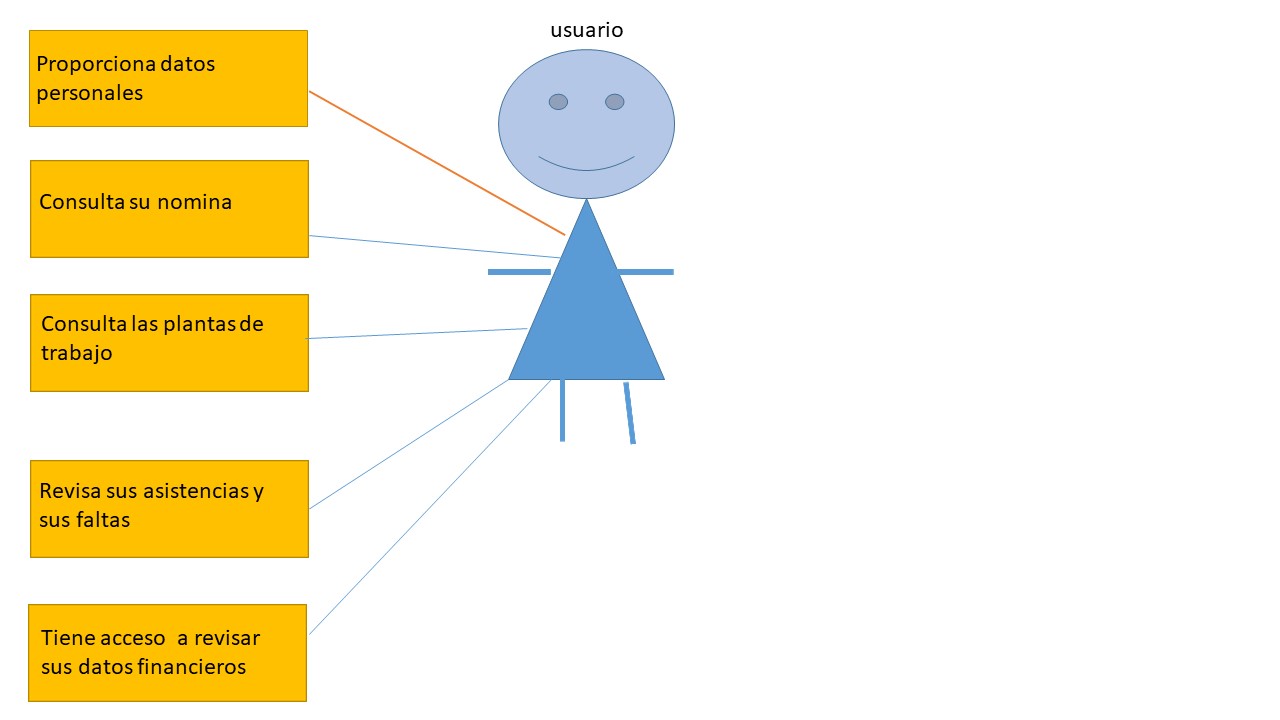 usuario
Proporciona datos
personales
Consulta su nomina
Consulta las plantas de
trabajo
Revisa sus asistencias y
sus faltas
Tiene acceso  a revisar
sus datos financieros